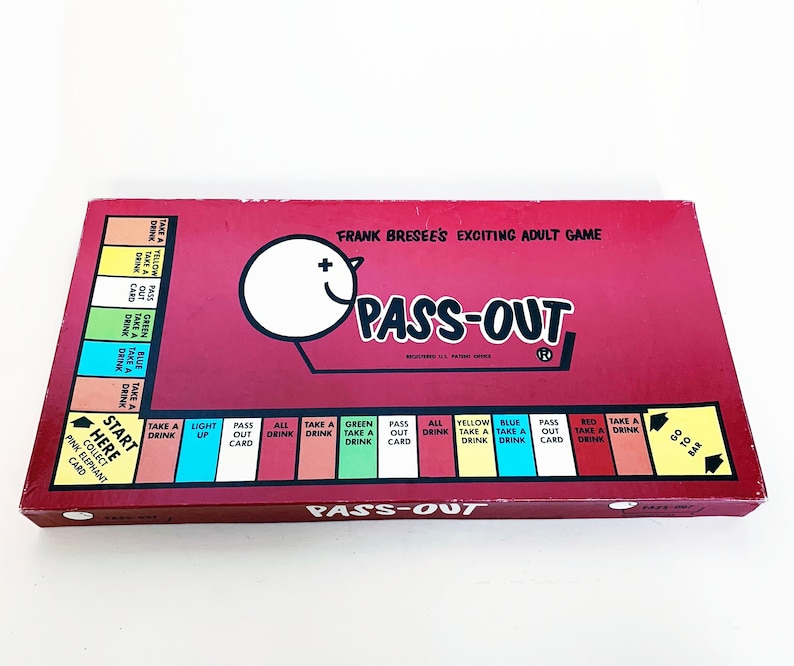 FRANK BRESEE'S EXCITING ADULT GAME
PASS-OUT
REGISTERED U.S. PATENT OFFICE
®
TAKE A
DRINK
YELLOW
TAKE A
DRINK
PASS
OUT
CARD
GREEN
TAKE A
DRINK
BLUE
TAKE A
DRINK
TAKE A
DRINK
START
HERE
COLLECT
PINK ELEPHANT
CARD
TAKE A
DRINK
LIGHT
UP
PASS
OUT
CARD
ALL
DRINK
TAKE A
DRINK
GREEN
TAKE A
DRINK
PASS
OUT
CARD
ALL
DRINK
YELLOW
TAKE A
DRINK
BLUE
TAKE A
DRINK
PASS
OUT
CARD
RED
TAKE A
DRINK
TAKE A
DRINK
GO
TO
BAR
PASS-OUT
PASS-OUT
PASS-OUT